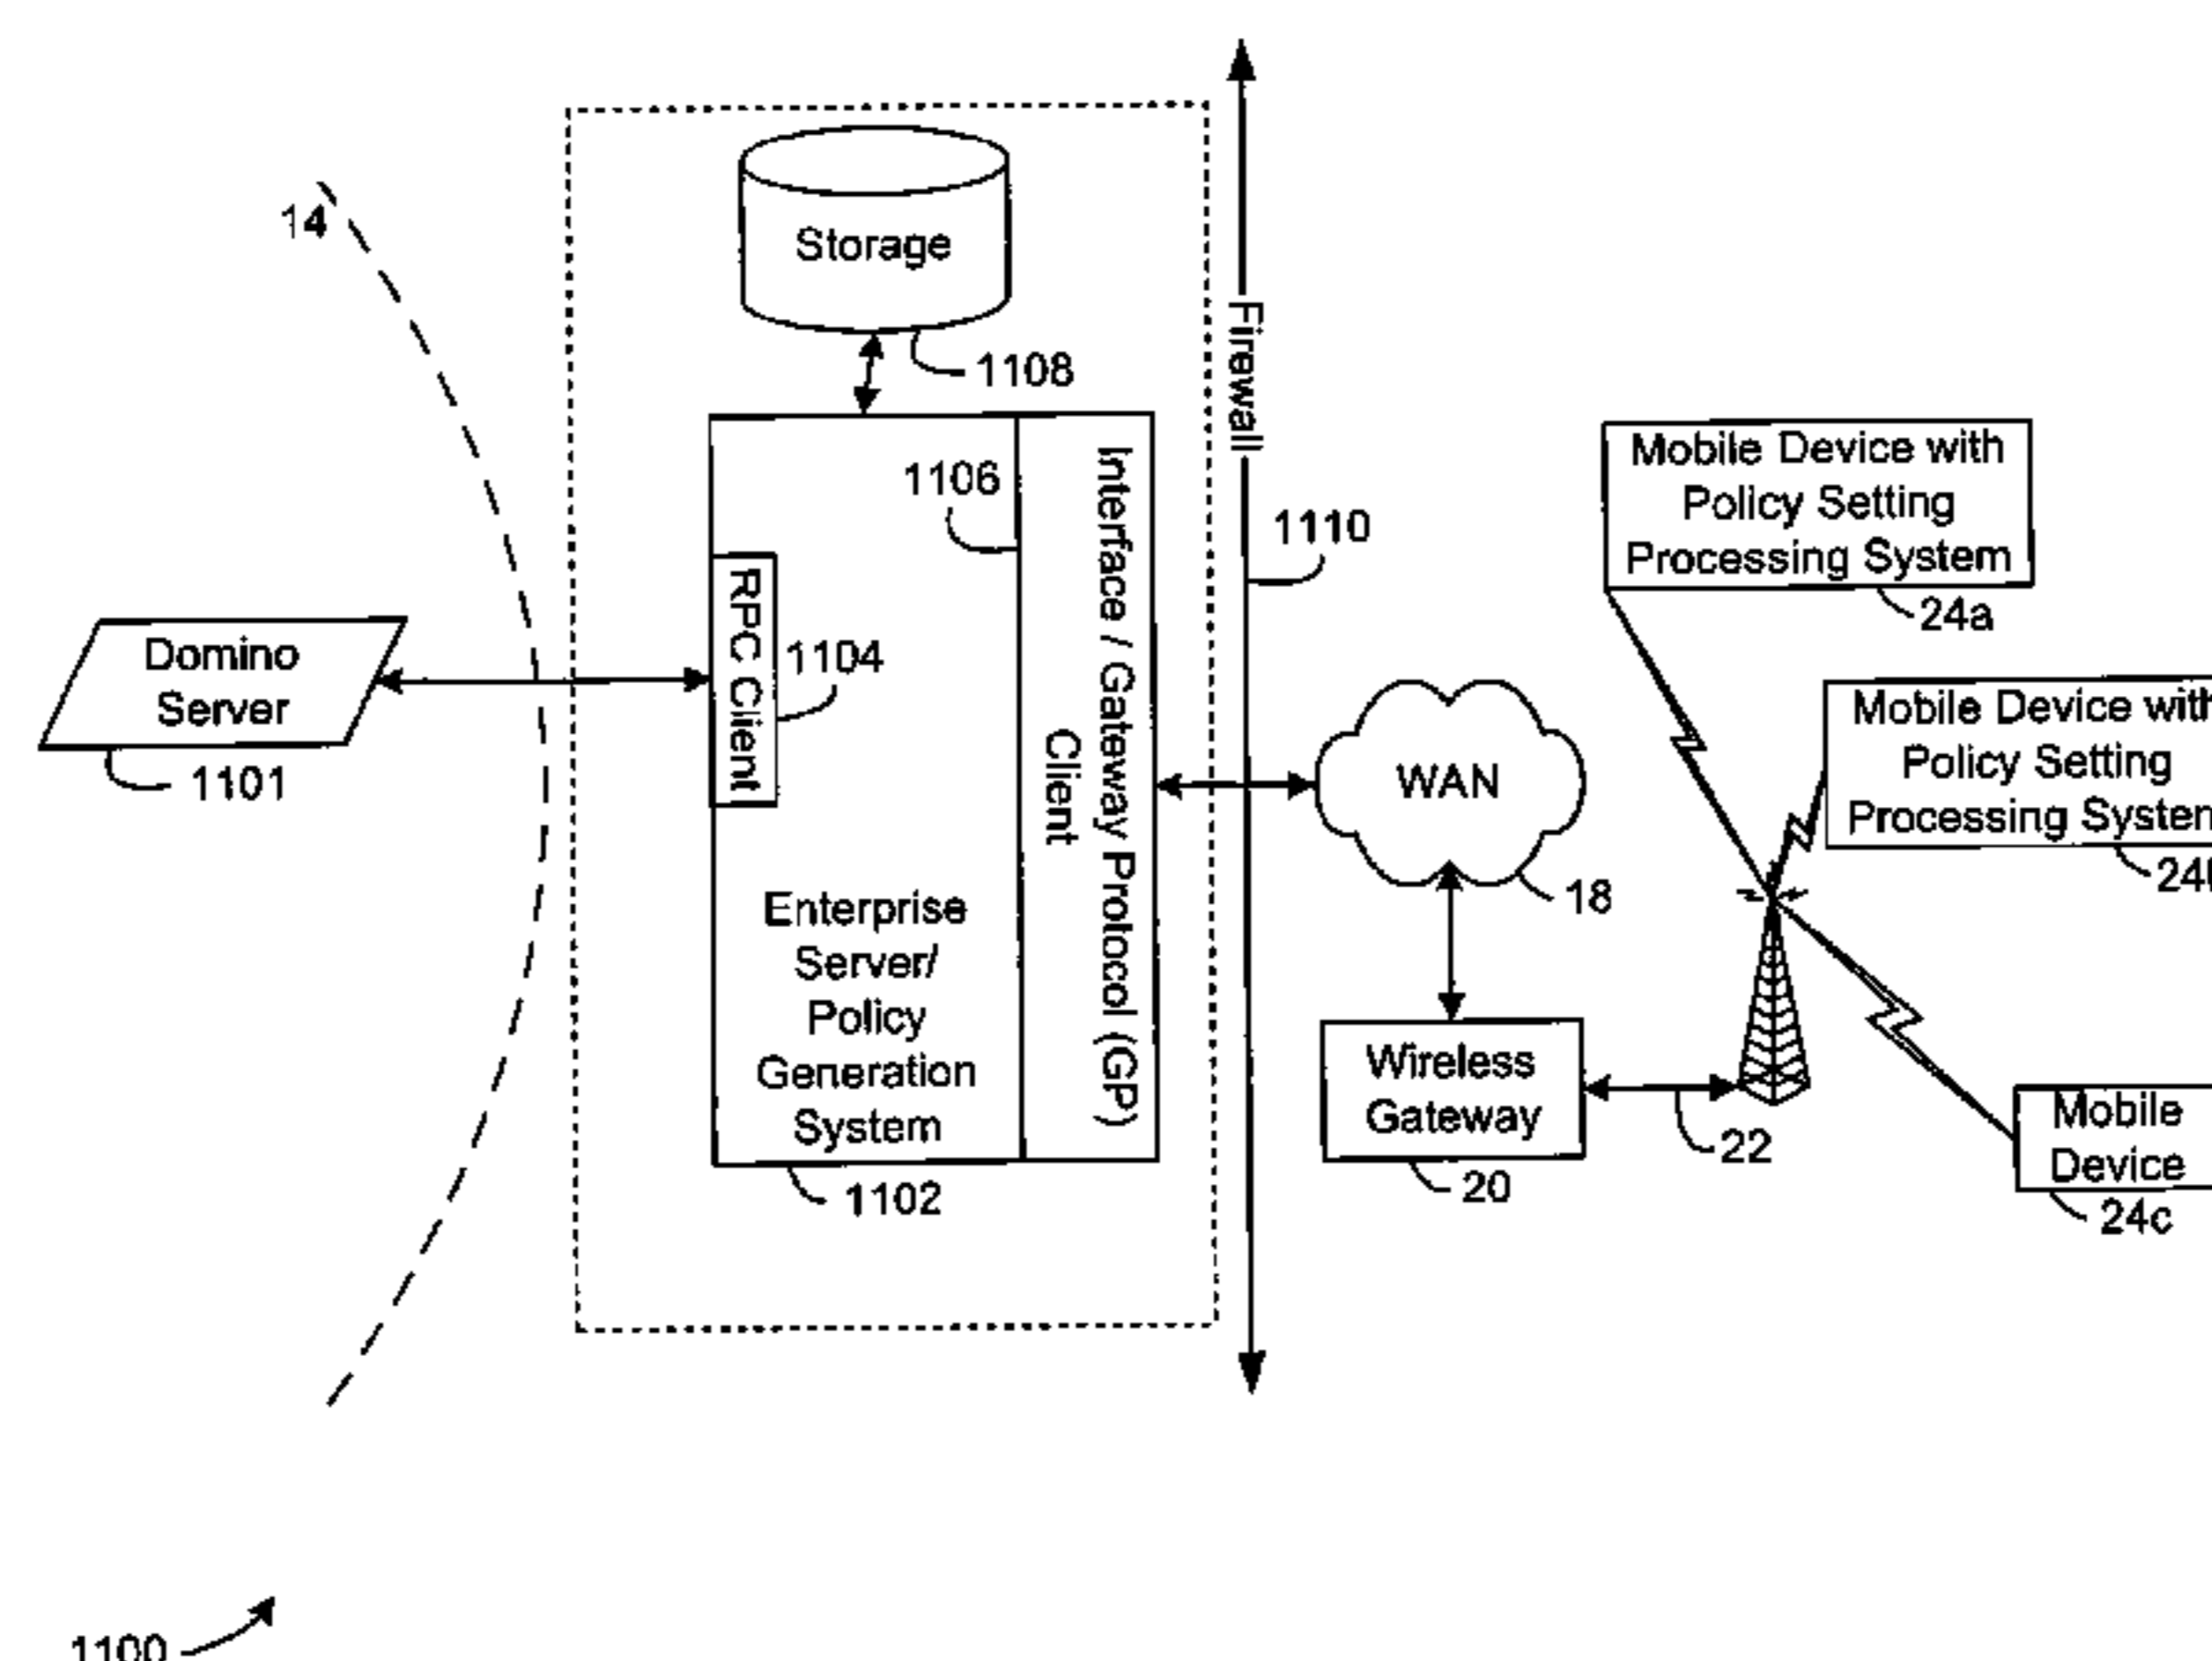 14
Storage
1108
Firewall
1106
1110
Interface / Gateway Protocol (GP)
Client
RPC Client
1104
Domino
Server
1101
Enterprise
Server/
Policy
Generation
System
1102
WAN
18
Wireless
Gateway
20
22
Mobile Device with
Policy Setting
Processing System
24a
Mobile Device with
Policy Setting
Processing System
24b
Mobile
Device
24c
1100